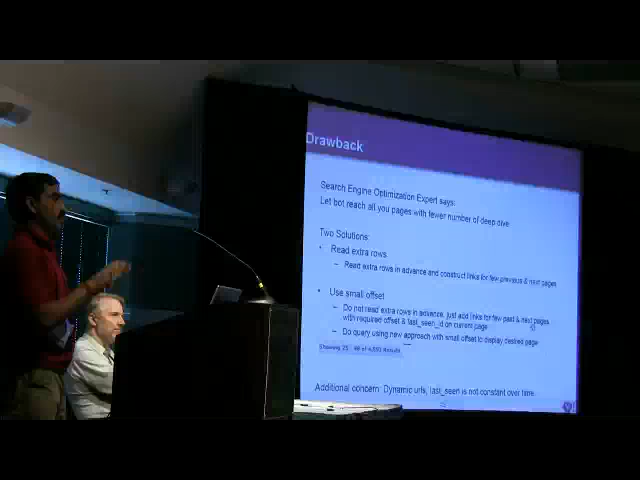 Drawback
Search Engine Optimization Expert says:
Let bot reach all you pages with fewer number of deep dive
Two Solutions:
• Read extra rows
– Read extra rows in advance and construct links for few previous & next pages
• Use small offset
– Do not read extra rows in advance, just add links for few past & next pages
with required offset & last_seen_id on current page
– Do query using new approach with small offset to display desired page
Showing 25 -
Additional concern: Dynamic urls, last_seen is not constant over time.